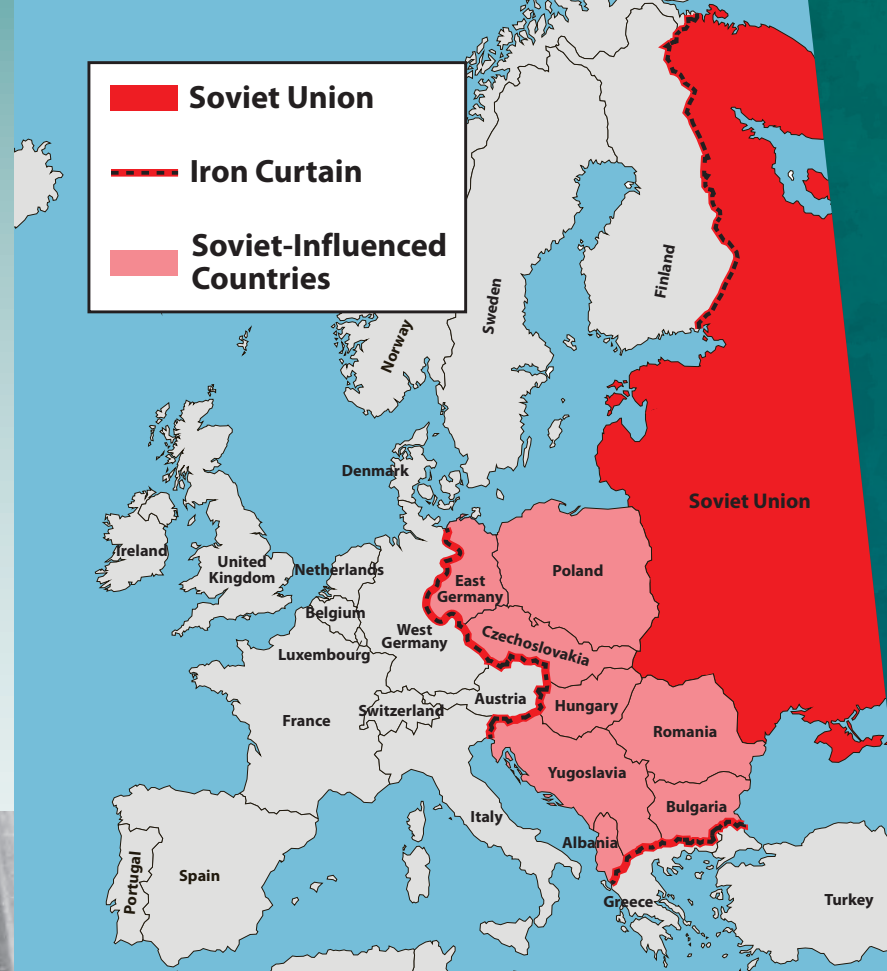 Soviet Union
Iron Curtain
Soviet-Influenced
Countries
Norway
Sweden
Finland
Denmark
Soviet Union
Ireland
United
Kingdom
Netherlands
Belgium
Luxembourg
West
Germany
East
Germany
Poland
Czechoslovakia
France
Switzerland
Austria
Hungary
Romania
Yugoslavia
Italy
Bulgaria
Albania
Portugal
Spain
Greece
Turkey